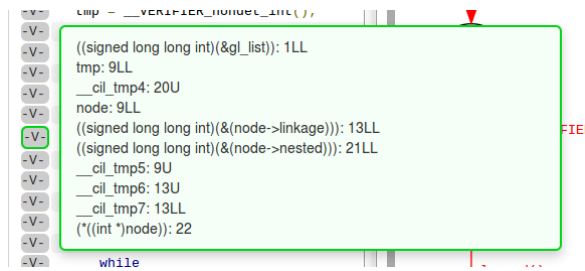 -V- tmp = __VERIFIER_nondet_int();
-V-
-V-
-V-
-V-
-V-
-V-
-V-
-V-
-V-
-V-
-V-
-V- while
((signed long long int)(&gl_list)): 1LL
tmp: 9LL
__cil_tmp4: 20U
node: 9LL
((signed long long int)(&(node->linkage))): 13LL
((signed long long int)(&(node->nested))): 21LL
__cil_tmp5: 9U
__cil_tmp6: 13U
__cil_tmp7: 13LL
(*((int *)node)): 22
FIE